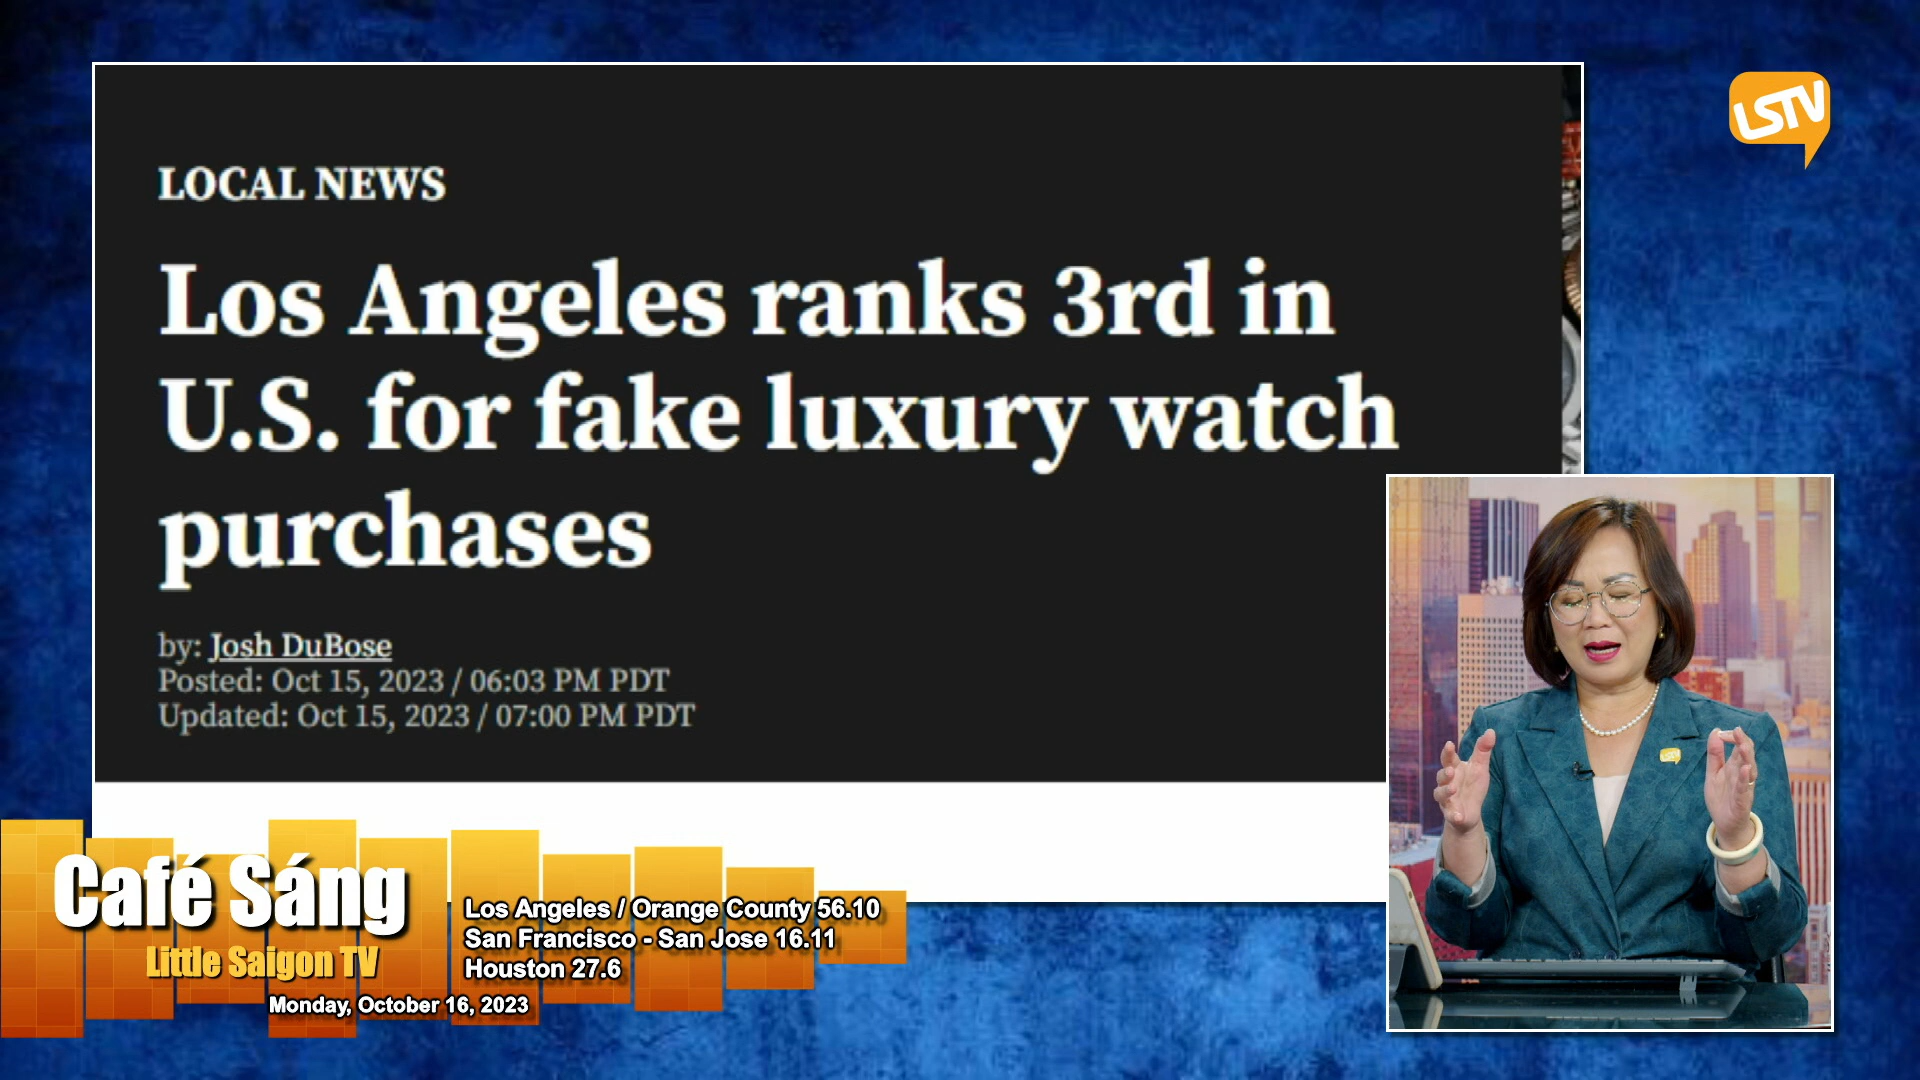 LSTV
LOCAL NEWS
Los Angeles ranks 3rd in
U.S. for fake luxury watch
purchases
by: Josh DuBose
Posted: Oct 15, 2023 / 06:03 PM PDT
Updated: Oct 15, 2023 / 07:00 PM PDT
LSTV
Café Sáng
Little Saigon TV
Los Angeles / Orange County 56.10
San Francisco - San Jose 16.11
Houston 27.6
Monday, October 16, 2023